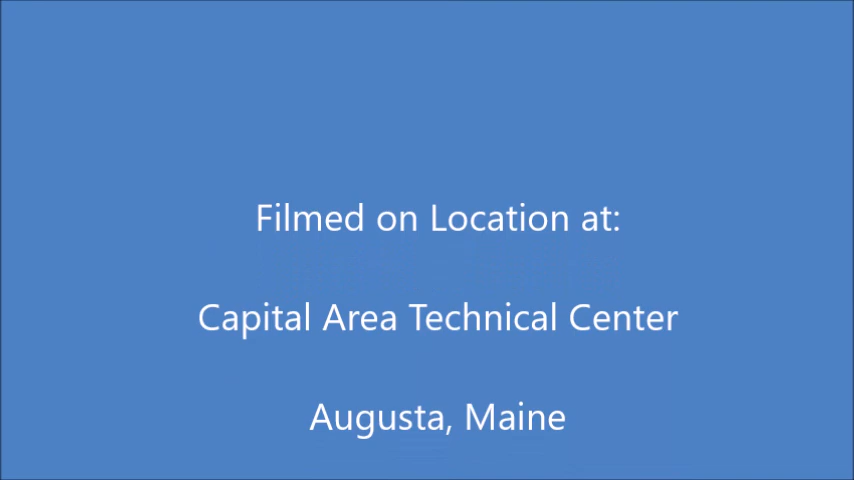 Filmed on Location at:
Capital Area Technical Center
Augusta, Maine